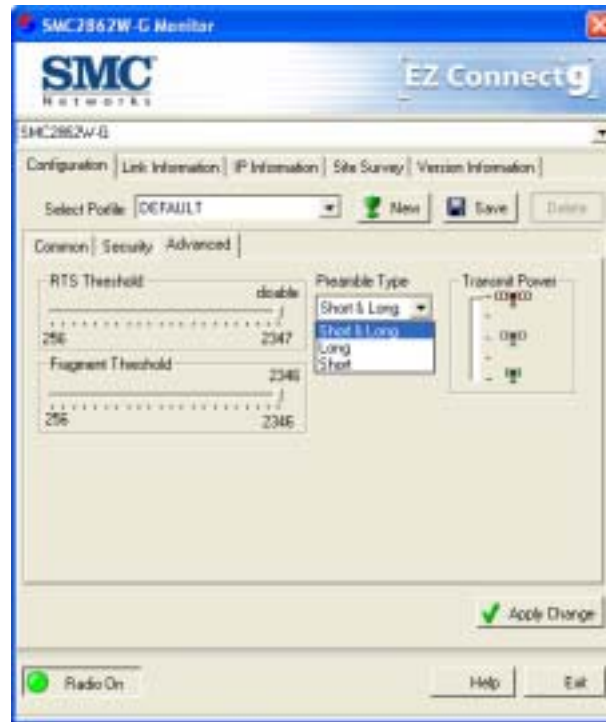 SMC2862W-G Monitor
SMC
Networks
EZ Connect g
SMC2862W-G
Configuration
Link Information
IP Information
Site Survey
Version Information
Select Porfile
DEFAULT
New
Save
Delete
Common
Security
Advanced
RTS Threshold
disable
256
2347
Fragment Threshold
2346
256
2346
Preamble Type
Short & Long
Short & Long
Long
Short
Transmit Power
Apply Change
Radio On
Help
Exit